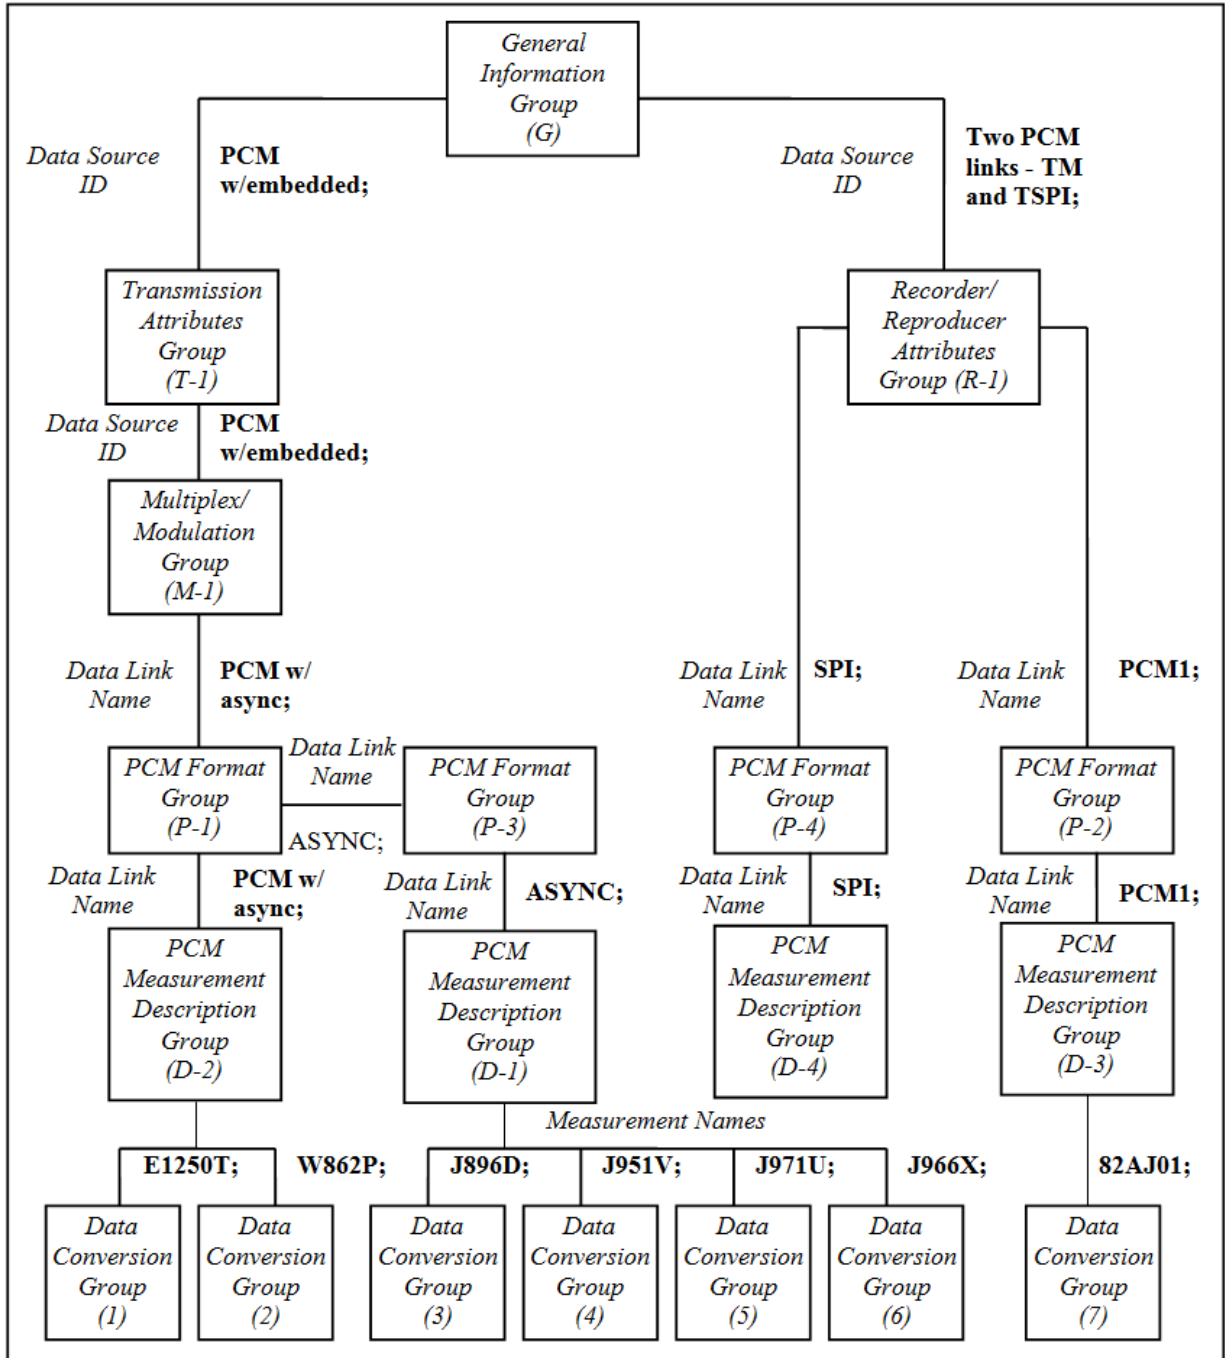 General
Information
Group
(G)
Data Source
ID
PCM
w/embedded;
Data Source
ID
Two PCM
links - TM
and TSPI;
Transmission
Attributes
Group
(T-1)
Recorder/
Reproducer
Attributes
Group (R-1)
Data Source
ID
PCM
w/embedded;
Multiplex/
Modulation
Group
(M-1)
Data Link
Name
PCM w/
async;
Data Link
Name
SPI;
Data Link
Name
PCM1;
PCM Format
Group
(P-1)
Data Link
Name
ASYNC;
PCM Format
Group
(P-3)
PCM Format
Group
(P-4)
PCM Format
Group
(P-2)
Data Link
Name
PCM w/
async;
Data Link
Name
ASYNC;
Data Link
Name
SPI;
Data Link
Name
PCM1;
PCM
Measurement
Description
Group
(D-2)
PCM
Measurement
Description
Group
(D-1)
PCM
Measurement
Description
Group
(D-4)
PCM
Measurement
Description
Group
(D-3)
Measurement Names
E1250T;
W862P;
J896D;
J951V;
J971U;
J966X;
82AJ01;
Data
Conversion
Group
(1)
Data
Conversion
Group
(2)
Data
Conversion
Group
(3)
Data
Conversion
Group
(4)
Data
Conversion
Group
(5)
Data
Conversion
Group
(6)
Data
Conversion
Group
(7)